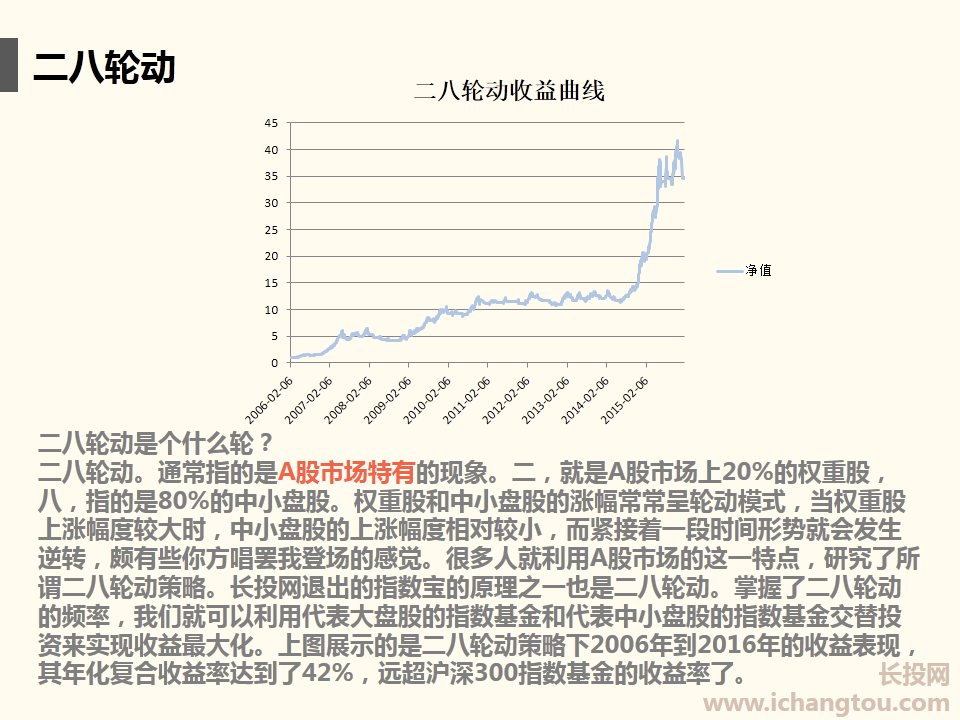 二八轮动
二八轮动收益曲线
45
40
35
30
25
20
15
10
5
0
净值
2006-02-06
2007-02-06
2008-02-06
2009-02-06
2010-02-06
2011-02-06
2012-02-06
2013-02-06
2014-02-06
2015-02-06
二八轮动是个什么轮？
二八轮动。通常指的是A股市场特有的现象。二，就是A股市场上20%的权重股，
八，指的是80%的中小盘股。权重股和中小盘股的涨幅常常呈轮动模式，当权重股
上涨幅度较大时，中小盘股的上涨幅度相对较小，而紧接着一段时间形势就会发生
逆转，颇有些你方唱罢我登场的感觉。很多人就利用A股市场的这一特点，研究了所
谓二八轮动策略。长投网退出的指数宝的原理之一也是二八轮动。掌握了二八轮动
的频率，我们就可以利用代表大盘股的指数基金和代表中小盘股的指数基金交替投
资来实现收益最大化。上图展示的是二八轮动策略下2006年到2016年的收益表现，
其年化复合收益率达到了42%，远超沪深300指数基金的收益率了。
长投网
www.ichangtou.com